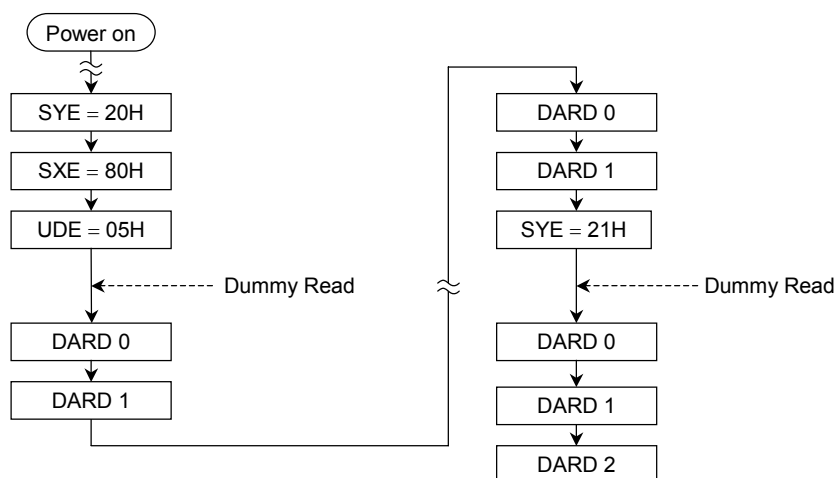 Power on
SYE = 20H
SXE = 80H
UDE = 05H
Dummy Read
DARD 0
DARD 1
DARD 0
DARD 1
SYE = 21H
Dummy Read
DARD 0
DARD 1
DARD 2